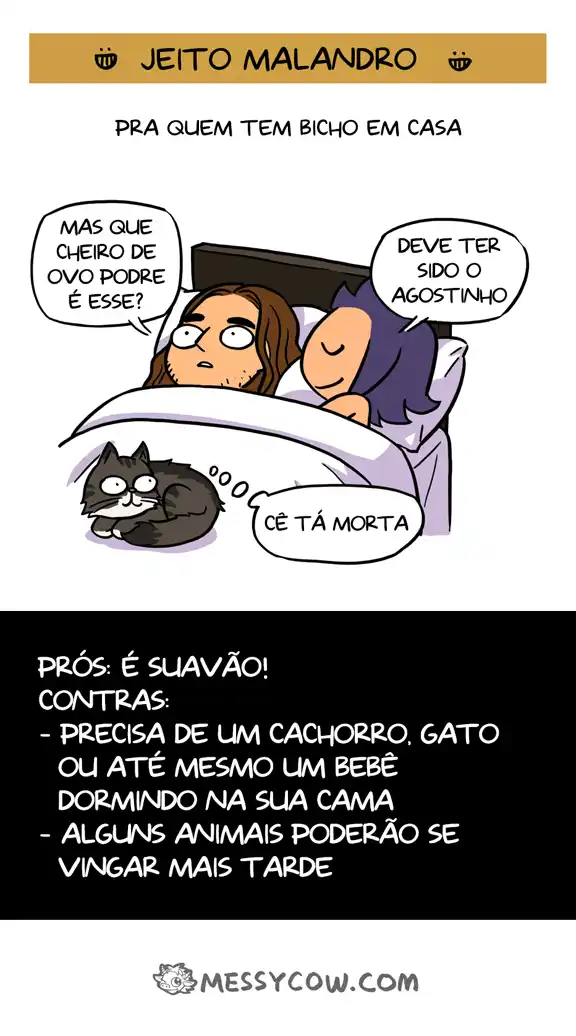 JEITO MALANDRO
PRA QUEM TEM BICHO EM CASA
MAS QUE
CHEIRO DE
OVO PODRE
É ESSE?
DEVE TER
SIDO O
AGOSTINHO
CÊ TÁ MORTA
PRÓS: É SUAVÃO!
CONTRAS:
- PRECISA DE UM CACHORRO, GATO
OU ATÉ MESMO UM BEBÊ
DORMINDO NA SUA CAMA
- ALGUNS ANIMAIS PODERÃO SE
VINGAR MAIS TARDE
MESSYCOW.COM